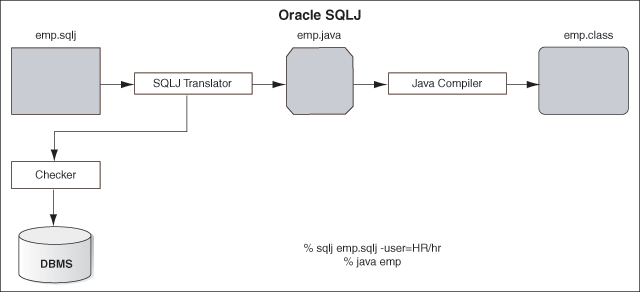 Oracle SQLJ
emp.sqlj
emp.java
emp.class
SQLJ Translator
Java Compiler
Checker
DBMS
% sqlj emp.sqlj -user=HR/hr
% java emp